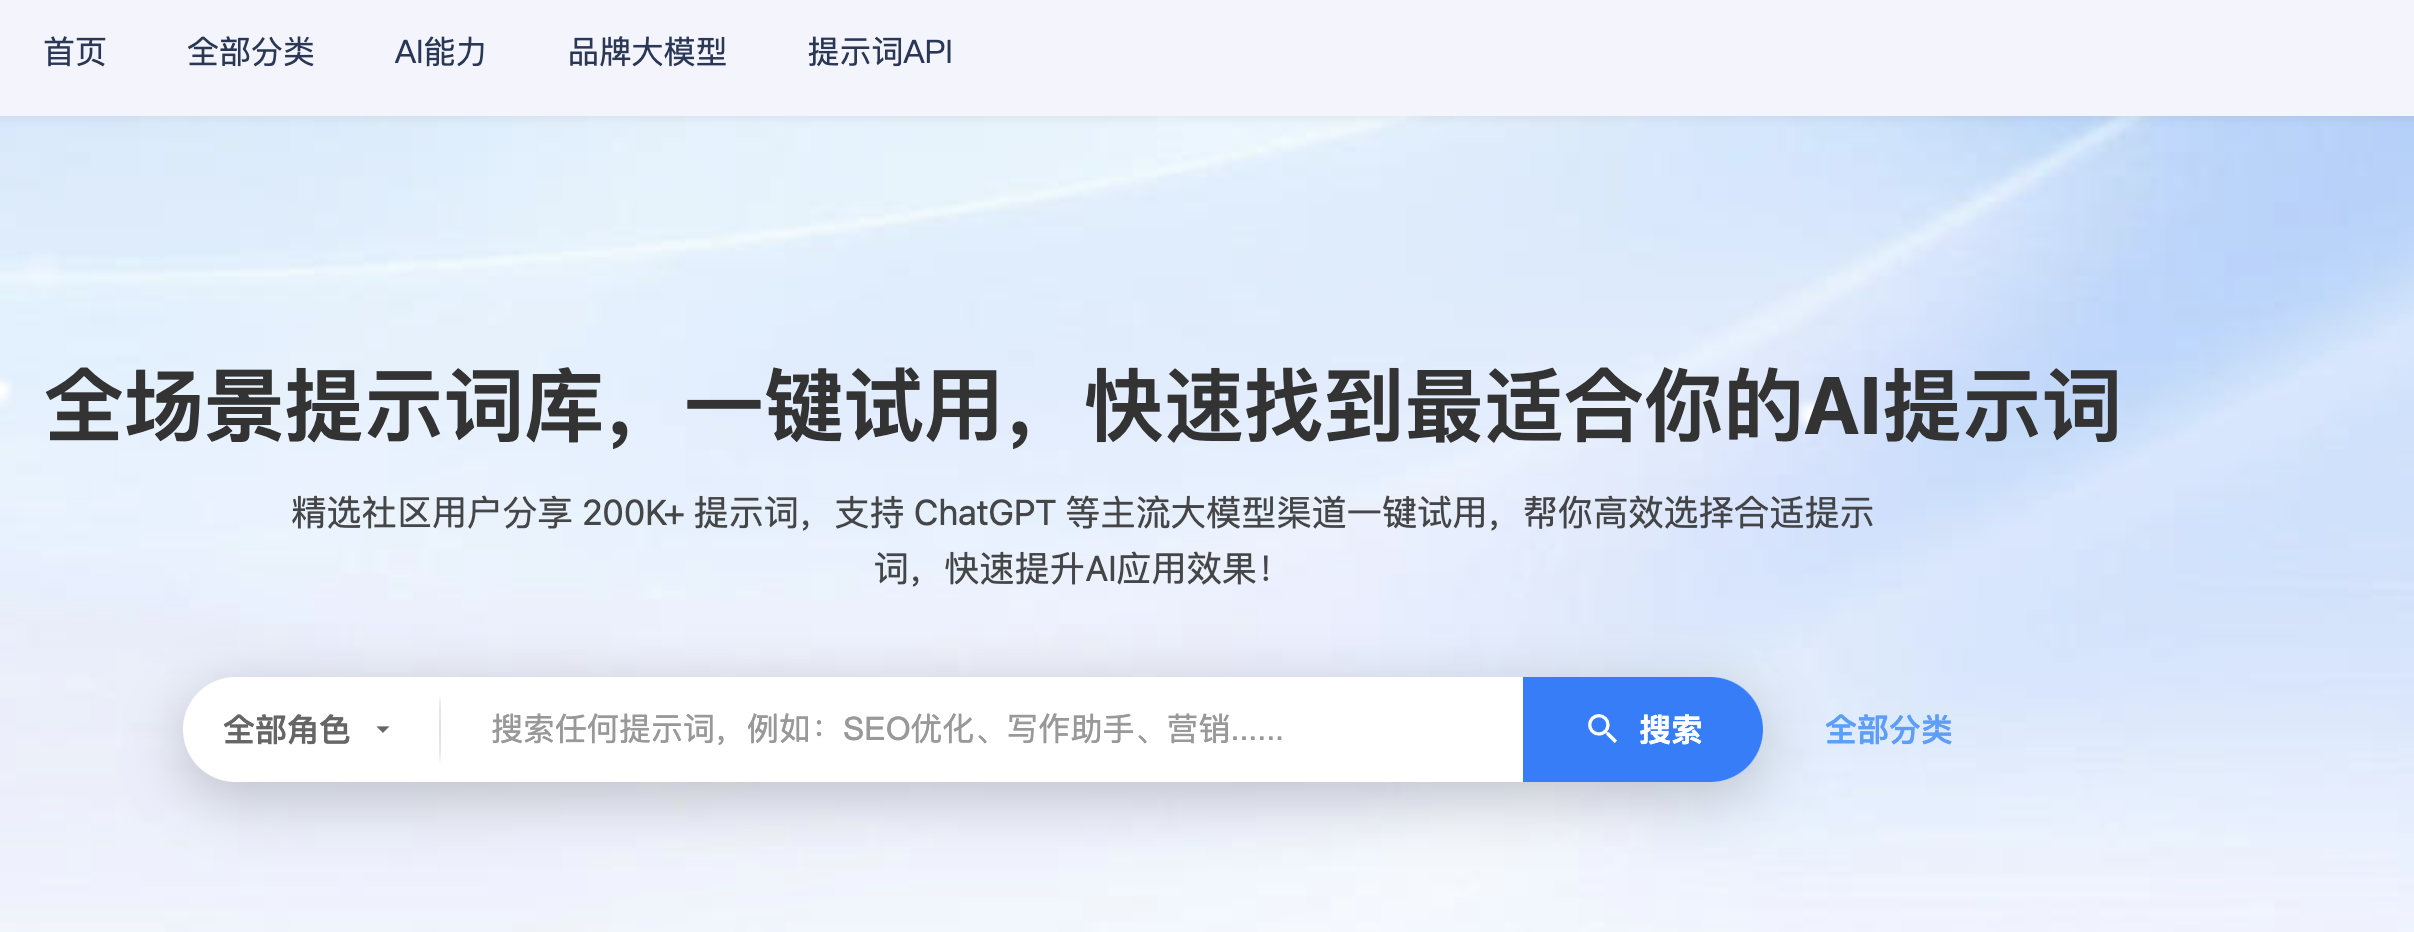 首页 全部分类 AI能力 品牌大模型 提示词API
全场景提示词库，一键试用，快速找到最适合你的AI提示词
精选社区用户分享 200K+ 提示词，支持 ChatGPT 等主流大模型渠道一键试用，帮你高效选择合适提示
词，快速提升AI应用效果！
全部角色 搜索任何提示词，例如：SEO优化、写作助手、营销...... 搜索 全部分类